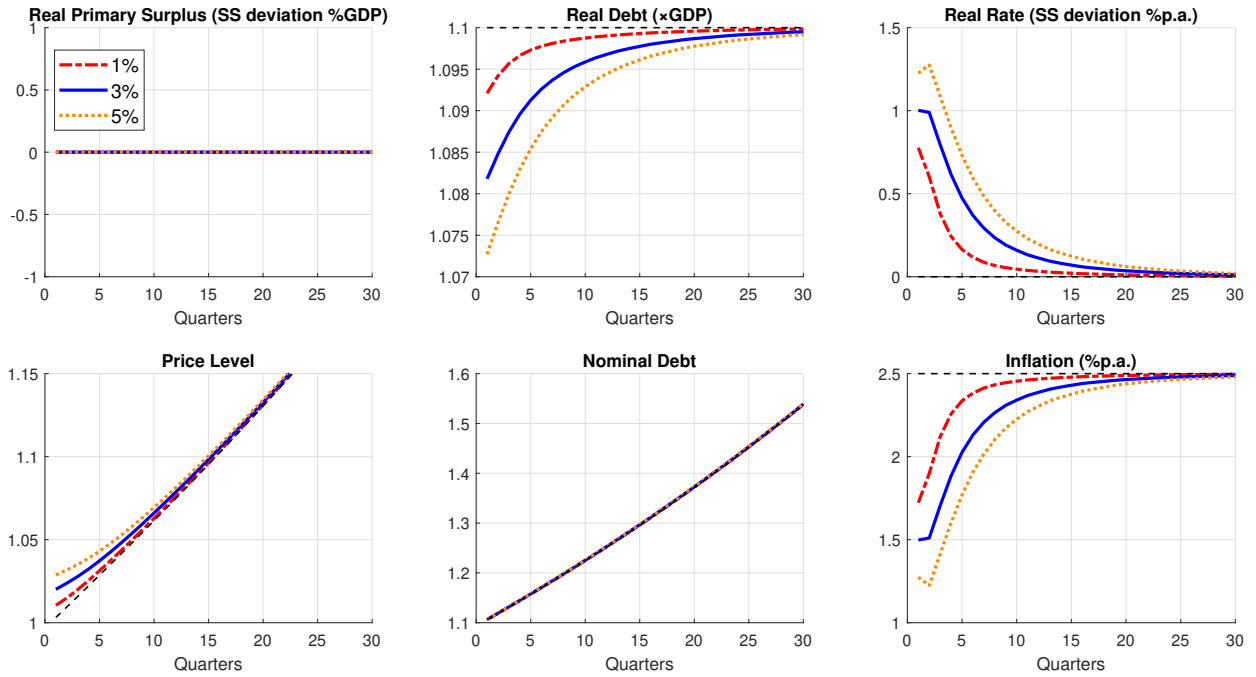 Real Primary Surplus (SS deviation %GDP)
1
0.5
0
-0.5
-1
1%
3%
5%
0 5 10 15 20 25 30
Quarters
Real Debt (×GDP)
1.1
1.095
1.09
1.085
1.08
1.075
1.07
0 5 10 15 20 25 30
Quarters
Real Rate (SS deviation %p.a.)
1.5
1
0.5
0
0 5 10 15 20 25 30
Quarters
Price Level
1.15
1.1
1.05
1
0 5 10 15 20 25 30
Quarters
Nominal Debt
1.6
1.5
1.4
1.3
1.2
1.1
0 5 10 15 20 25 30
Quarters
Inflation (%p.a.)
2.5
2
1.5
1
0 5 10 15 20 25 30
Quarters